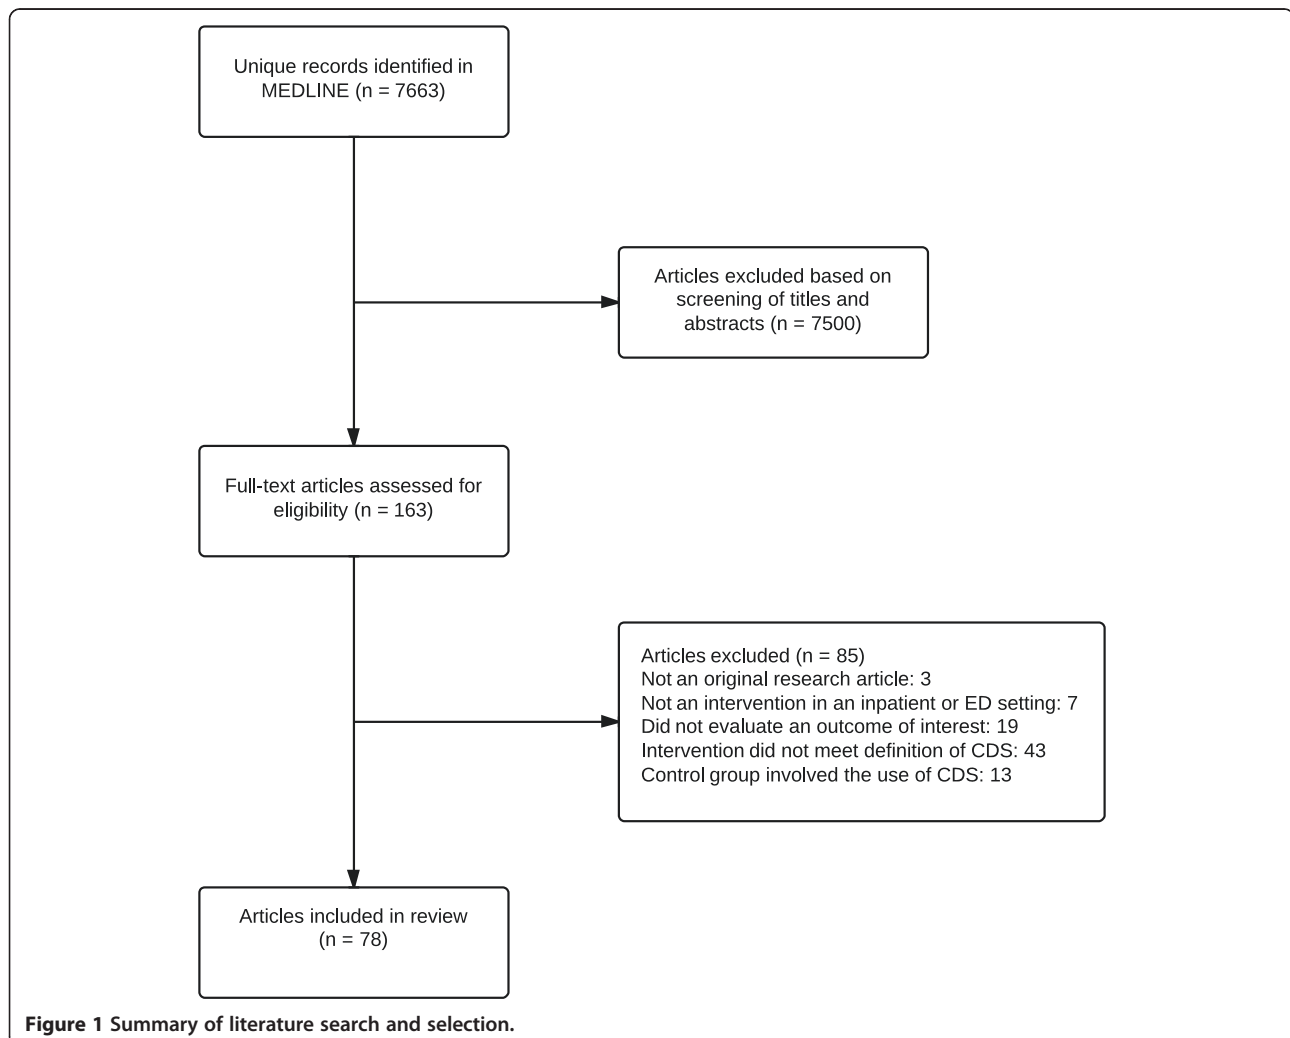 Unique records identified in
MEDLINE (n = 7663)
Articles excluded based on
screening of titles and
abstracts (n = 7500)
Full-text articles assessed for
eligibility (n = 163)
Articles excluded (n = 85)
Not an original research article: 3
Not an intervention in an inpatient or ED setting: 7
Did not evaluate an outcome of interest: 19
Intervention did not meet definition of CDS: 43
Control group involved the use of CDS: 13
Articles included in review
(n = 78)
Figure 1 Summary of literature search and selection.